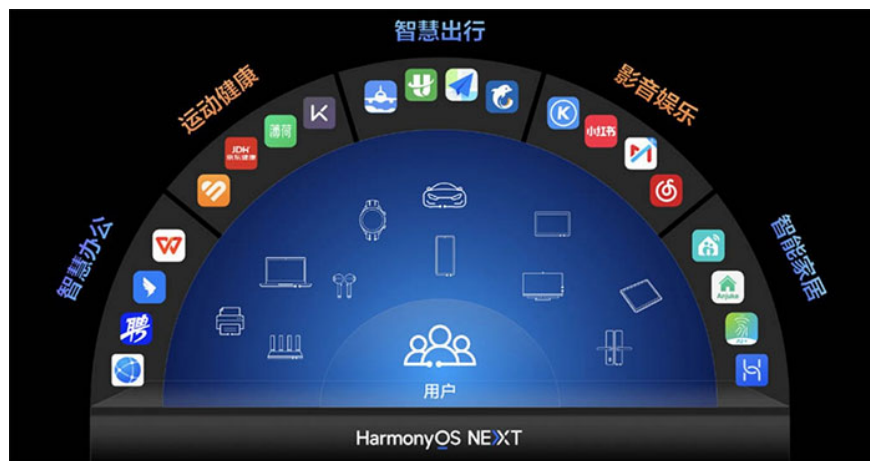 智慧出行
运动健康
影音娱乐
智慧办公
智能家居
薄荷
JDH
京东健康
小红书
聘
Anjuke
用户
HarmonyOS NEXT